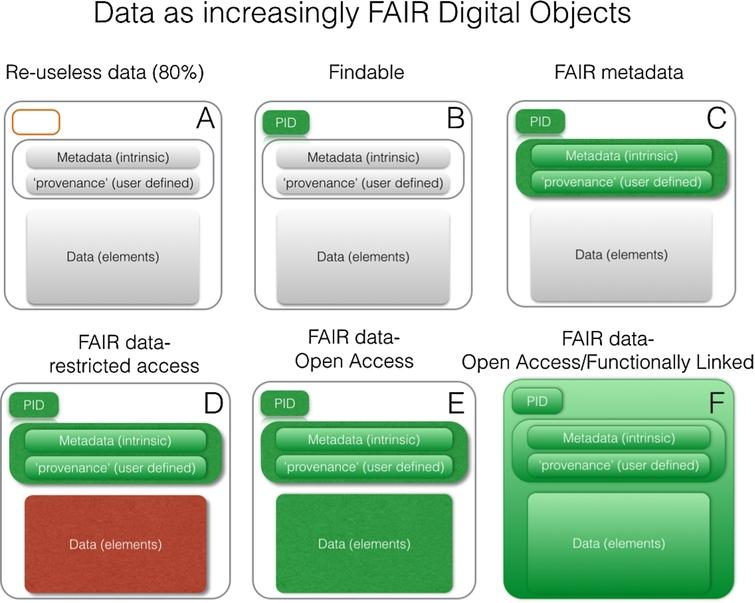 Data as increasingly FAIR Digital Objects
Re-useless data (80%)
Findable
FAIR metadata
A
Metadata (intrinsic)
'provenance' (user defined)
Data (elements)
PID
B
Metadata (intrinsic)
'provenance' (user defined)
Data (elements)
PID
C
Metadata (intrinsic)
'provenance' (user defined)
Data (elements)
FAIR data-
restricted access
FAIR data-
Open Access
FAIR data-
Open Access/Functionally Linked
PID
D
Metadata (intrinsic)
'provenance' (user defined)
Data (elements)
PID
E
Metadata (intrinsic)
'provenance' (user defined)
Data (elements)
PID
F
Metadata (intrinsic)
'provenance' (user defined)
Data (elements)